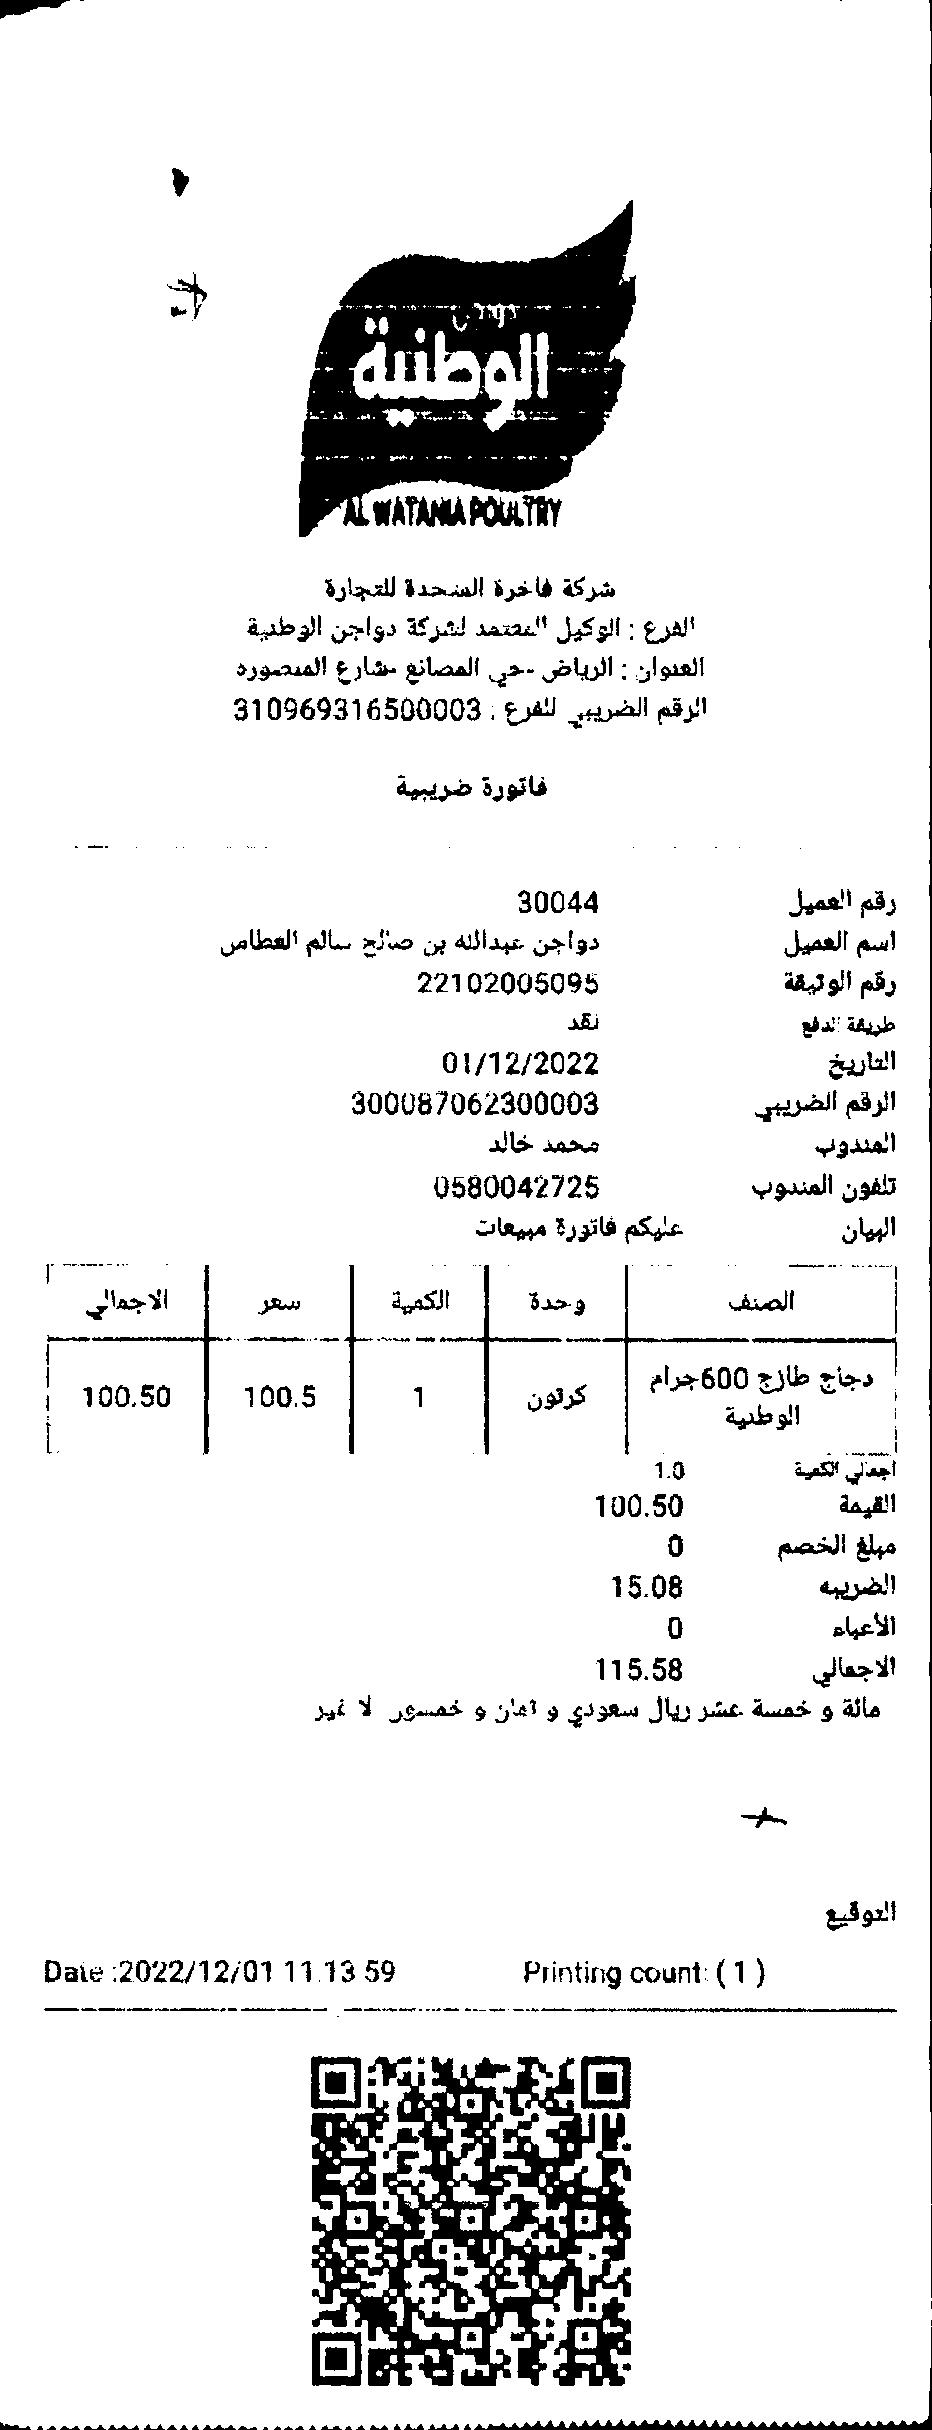 دواجن
الوطنية
AL WATANIA POULTRY
شركة فاخرة المتحدة للتجارة
الفرع : الوكيل المعتمد لشركة دواجن الوطنية
العنوان : الرياض -حي المصانع -شارع المنصوره
الرقم الضريبي للفرع : 310969316500003
فاتورة ضريبية
رقم العميل 30044
اسم العميل دواجن عبدالله بن صالح سالم العطاس
رقم الوثيقة 22102005095
طريقة الدفع نقد
التاريخ 01/12/2022
الرقم الضريبي 300087062300003
المندوب محمد خالد
تلفون المندوب 0580042725
البيان عليكم فاتورة مبيعات
الصنف وحدة الكمية سعر الاجمالي
دجاج طازج 600جرام الوطنية كرتون 1 100.5 100.50
اجمالي الكمية 1.0
القيمة 100.50
مبلغ الخصم 0
الضريبه 15.08
الأعباء 0
الاجمالي 115.58
مائة و خمسة عشر ريال سعودي و ثمان و خمسون لا غير
التوقيع
Date :2022/12/01 11:13:59 Printing count: ( 1 )